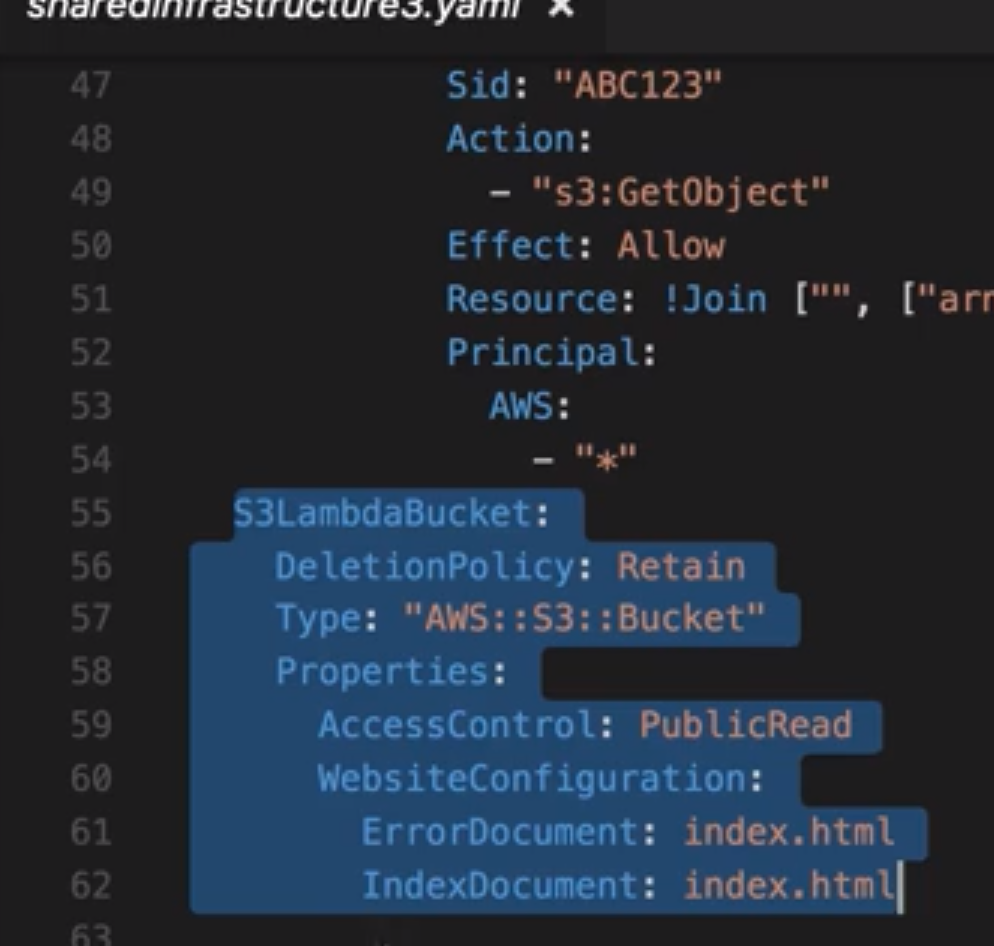 sharedinfrastructure3.yaml ×
47 Sid: "ABC123"
48 Action:
49 - "s3:GetObject"
50 Effect: Allow
51 Resource: !Join ["", ["arn
52 Principal:
53 AWS:
54 - "*"
55 S3LambdaBucket:
56 DeletionPolicy: Retain
57 Type: "AWS::S3::Bucket"
58 Properties:
59 AccessControl: PublicRead
60 WebsiteConfiguration:
61 ErrorDocument: index.html
62 IndexDocument: index.html
63